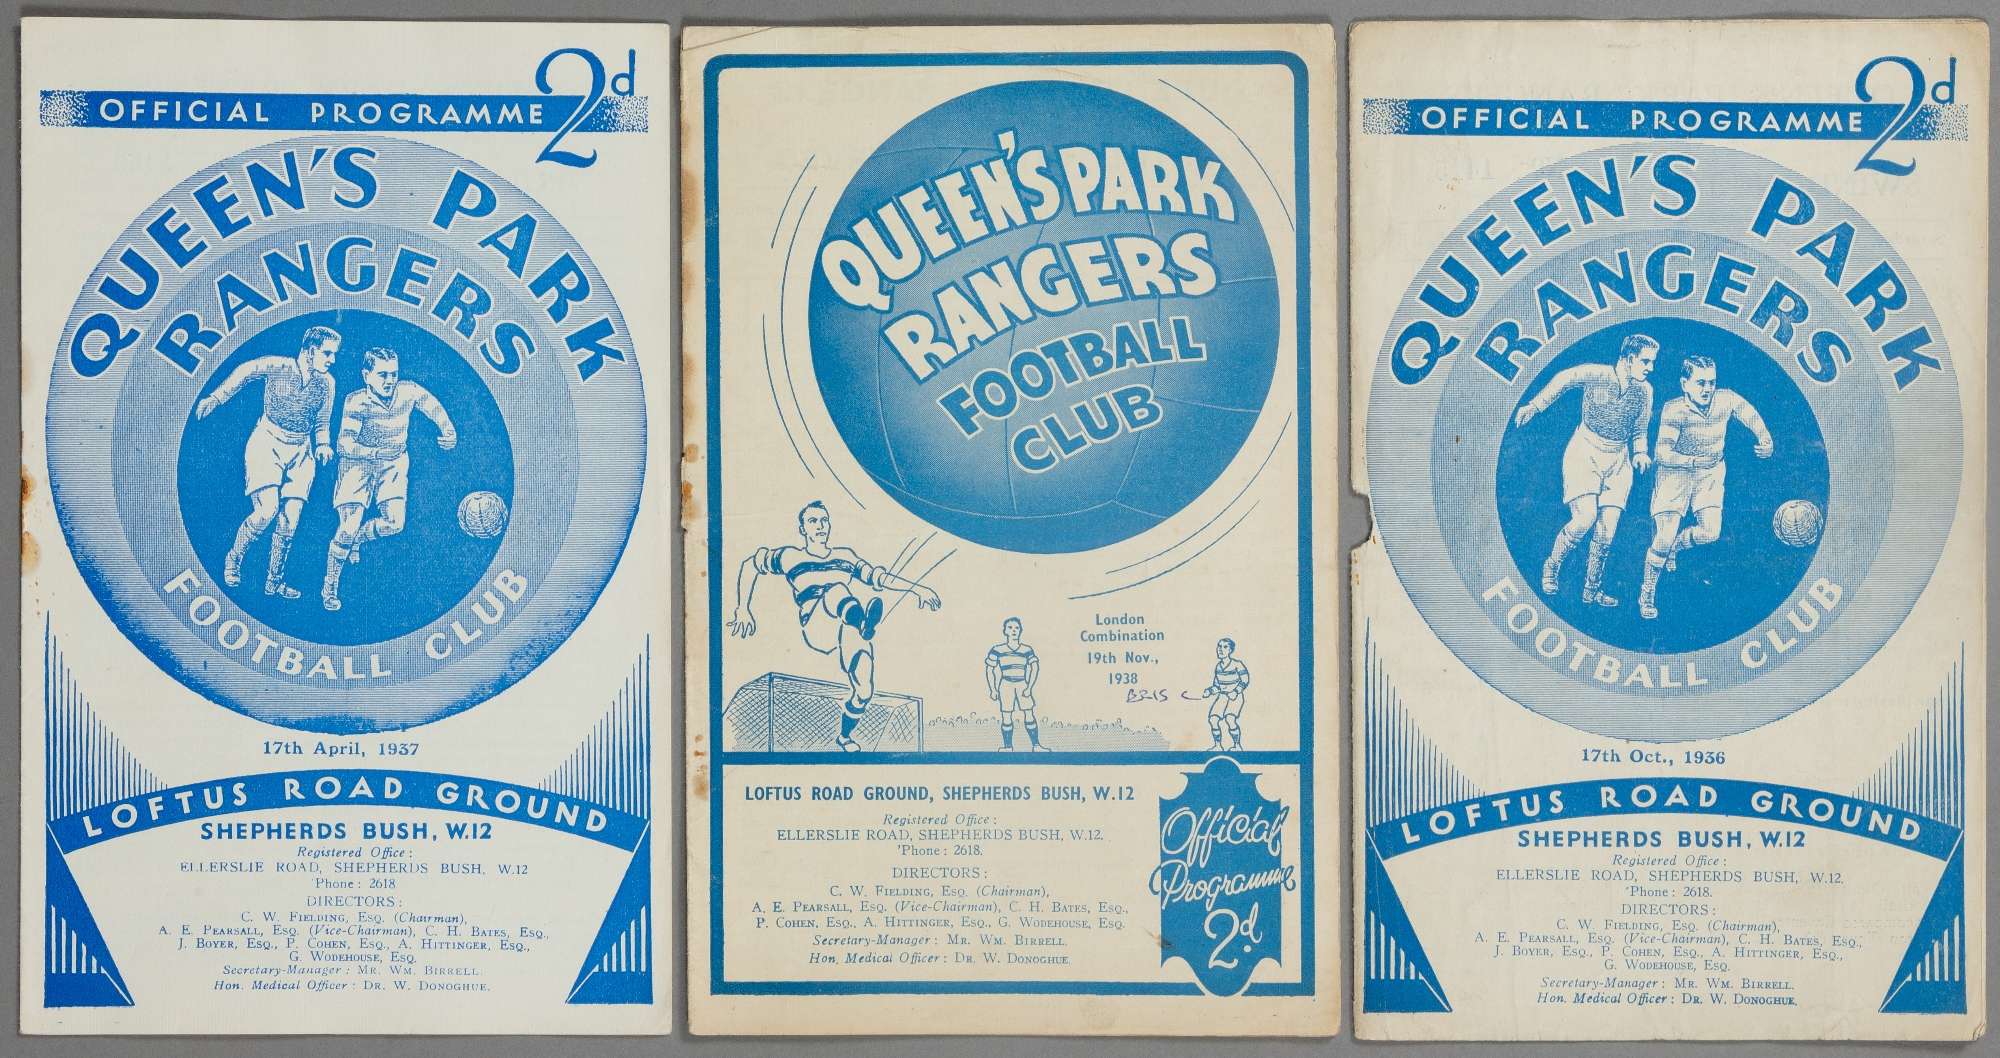 OFFICIAL PROGRAMME 2d
QUEEN'S PARK
RANGERS
FOOTBALL CLUB
17th April, 1937
LOFTUS ROAD GROUND
SHEPHERDS BUSH, W.12
Registered Office:
ELLERSLIE ROAD, SHEPHERDS BUSH, W.12
'Phone: 2618
DIRECTORS:
C. W. FIELDING, ESQ. (Chairman),
A. E. PEARSALL, ESQ. (Vice-Chairman), C. H. BATES, ESQ.,
J. BOYER, ESQ., P. COHEN, ESQ., A. HITTINGER, ESQ.,
G. WODEHOUSE, ESQ.
Secretary-Manager: MR. WM. BIRRELL.
Hon. Medical Officer: DR. W. DONOGHUE.
QUEEN'S PARK
RANGERS
FOOTBALL
CLUB
London
Combination
19th Nov.,
1938
BRIS C
LOFTUS ROAD GROUND, SHEPHERDS BUSH, W.12
Registered Office:
ELLERSLIE ROAD, SHEPHERDS BUSH, W.12.
'Phone: 2618.
DIRECTORS:
C. W. FIELDING, ESQ. (Chairman),
A. E. PEARSALL, ESQ. (Vice-Chairman), C. H. BATES, ESQ.,
P. COHEN, ESQ., A. HITTINGER, ESQ., G. WODEHOUSE, ESQ.
Secretary-Manager: MR. WM. BIRRELL.
Hon. Medical Officer: DR. W. DONOGHUE.
Official
Programme
2d.
OFFICIAL PROGRAMME 2d
QUEEN'S PARK
RANGERS
FOOTBALL CLUB
17th Oct., 1936
LOFTUS ROAD GROUND
SHEPHERDS BUSH, W.12
Registered Office:
ELLERSLIE ROAD, SHEPHERDS BUSH, W.12.
'Phone: 2618.
DIRECTORS:
C. W. FIELDING, ESQ. (Chairman),
A. E. PEARSALL, ESQ. (Vice-Chairman), C. H. BATES, ESQ.,
J. BOYER, ESQ., P. COHEN, ESQ., A. HITTINGER, ESQ.,
G. WODEHOUSE, ESQ.
Secretary-Manager: MR. WM. BIRRELL.
Hon. Medical Officer: DR. W. DONOGHUE.